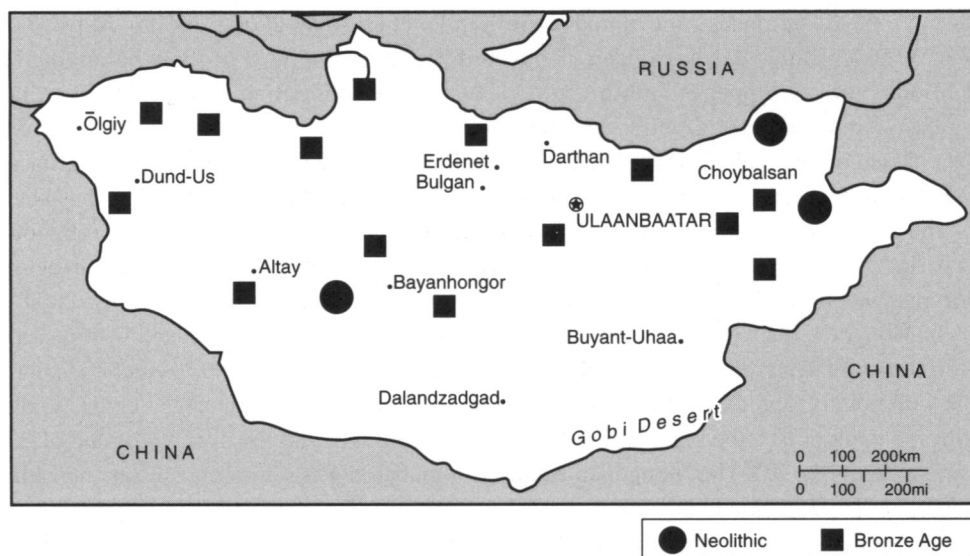 RUSSIA
Ōlgiy
Darthan
Erdenet
Bulgan
Choybalsan
Dund-Us
ULAANBAATAR
Altay
Bayanhongor
Buyant-Uhaa
CHINA
Dalandzadgad
Gobi Desert
CHINA
0 100 200km
0 100 200mi
Neolithic Bronze Age